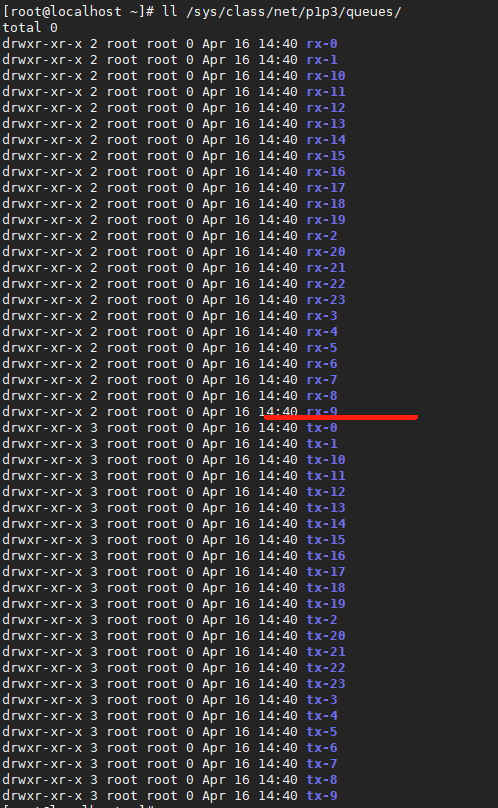 [root@localhost ~]# ll /sys/class/net/p1p3/queues/
total 0
drwxr-xr-x 2 root root 0 Apr 16 14:40 rx-0
drwxr-xr-x 2 root root 0 Apr 16 14:40 rx-1
drwxr-xr-x 2 root root 0 Apr 16 14:40 rx-10
drwxr-xr-x 2 root root 0 Apr 16 14:40 rx-11
drwxr-xr-x 2 root root 0 Apr 16 14:40 rx-12
drwxr-xr-x 2 root root 0 Apr 16 14:40 rx-13
drwxr-xr-x 2 root root 0 Apr 16 14:40 rx-14
drwxr-xr-x 2 root root 0 Apr 16 14:40 rx-15
drwxr-xr-x 2 root root 0 Apr 16 14:40 rx-16
drwxr-xr-x 2 root root 0 Apr 16 14:40 rx-17
drwxr-xr-x 2 root root 0 Apr 16 14:40 rx-18
drwxr-xr-x 2 root root 0 Apr 16 14:40 rx-19
drwxr-xr-x 2 root root 0 Apr 16 14:40 rx-2
drwxr-xr-x 2 root root 0 Apr 16 14:40 rx-20
drwxr-xr-x 2 root root 0 Apr 16 14:40 rx-21
drwxr-xr-x 2 root root 0 Apr 16 14:40 rx-22
drwxr-xr-x 2 root root 0 Apr 16 14:40 rx-23
drwxr-xr-x 2 root root 0 Apr 16 14:40 rx-3
drwxr-xr-x 2 root root 0 Apr 16 14:40 rx-4
drwxr-xr-x 2 root root 0 Apr 16 14:40 rx-5
drwxr-xr-x 2 root root 0 Apr 16 14:40 rx-6
drwxr-xr-x 2 root root 0 Apr 16 14:40 rx-7
drwxr-xr-x 2 root root 0 Apr 16 14:40 rx-8
drwxr-xr-x 2 root root 0 Apr 16 14:40 rx-9
drwxr-xr-x 3 root root 0 Apr 16 14:40 tx-0
drwxr-xr-x 3 root root 0 Apr 16 14:40 tx-1
drwxr-xr-x 3 root root 0 Apr 16 14:40 tx-10
drwxr-xr-x 3 root root 0 Apr 16 14:40 tx-11
drwxr-xr-x 3 root root 0 Apr 16 14:40 tx-12
drwxr-xr-x 3 root root 0 Apr 16 14:40 tx-13
drwxr-xr-x 3 root root 0 Apr 16 14:40 tx-14
drwxr-xr-x 3 root root 0 Apr 16 14:40 tx-15
drwxr-xr-x 3 root root 0 Apr 16 14:40 tx-16
drwxr-xr-x 3 root root 0 Apr 16 14:40 tx-17
drwxr-xr-x 3 root root 0 Apr 16 14:40 tx-18
drwxr-xr-x 3 root root 0 Apr 16 14:40 tx-19
drwxr-xr-x 3 root root 0 Apr 16 14:40 tx-2
drwxr-xr-x 3 root root 0 Apr 16 14:40 tx-20
drwxr-xr-x 3 root root 0 Apr 16 14:40 tx-21
drwxr-xr-x 3 root root 0 Apr 16 14:40 tx-22
drwxr-xr-x 3 root root 0 Apr 16 14:40 tx-23
drwxr-xr-x 3 root root 0 Apr 16 14:40 tx-3
drwxr-xr-x 3 root root 0 Apr 16 14:40 tx-4
drwxr-xr-x 3 root root 0 Apr 16 14:40 tx-5
drwxr-xr-x 3 root root 0 Apr 16 14:40 tx-6
drwxr-xr-x 3 root root 0 Apr 16 14:40 tx-7
drwxr-xr-x 3 root root 0 Apr 16 14:40 tx-8
drwxr-xr-x 3 root root 0 Apr 16 14:40 tx-9